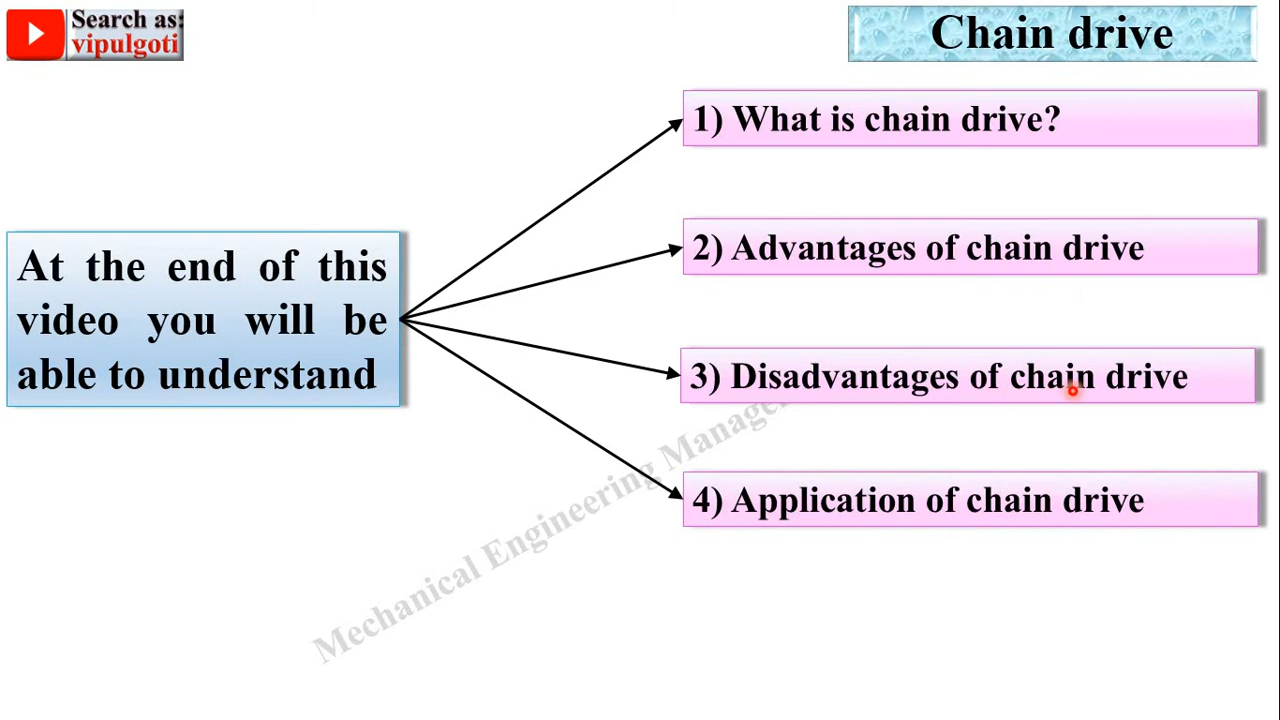 Search as:
vipulgoti
Chain drive
1) What is chain drive?
2) Advantages of chain drive
At the end of this
video you will be
able to understand
3) Disadvantages of chain drive
4) Application of chain drive
Mechanical Engineering